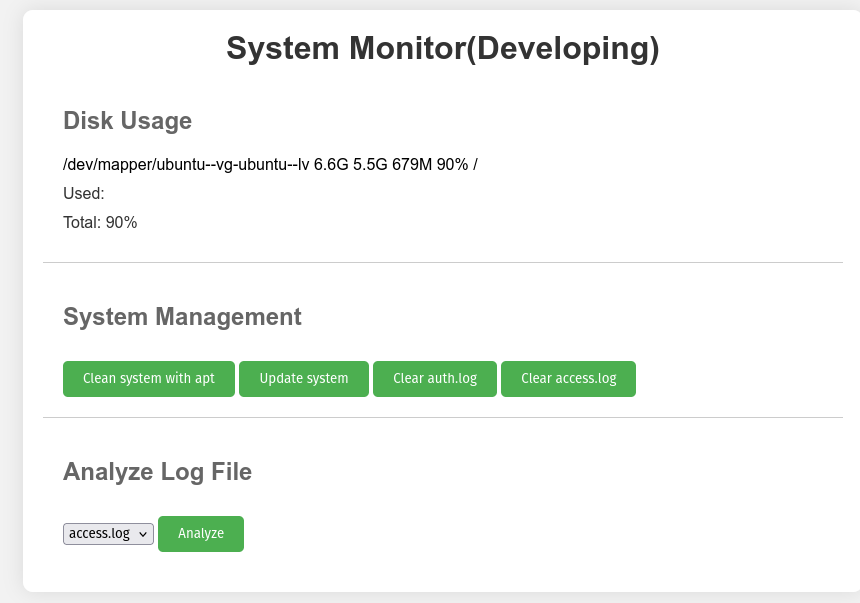 System Monitor(Developing)
Disk Usage
/dev/mapper/ubuntu--vg-ubuntu--lv 6.6G 5.5G 679M 90% /
Used:
Total: 90%
System Management
Clean system with apt Update system Clear auth.log Clear access.log
Analyze Log File
access.log Analyze